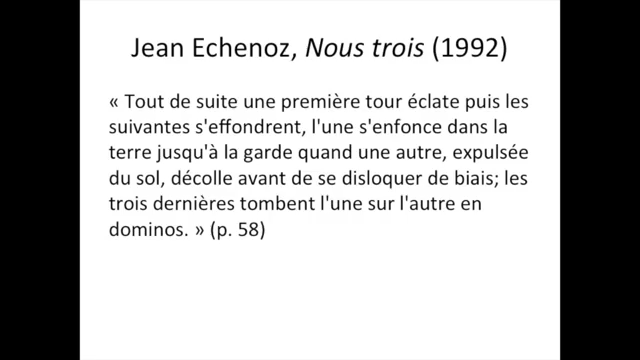 Jean Echenoz, Nous trois (1992)
« Tout de suite une première tour éclate puis les
suivantes s'effondrent, l'une s'enfonce dans la
terre jusqu'à la garde quand une autre, expulsée
du sol, décolle avant de se disloquer de biais; les
trois dernières tombent l'une sur l'autre en
dominos. » (p. 58)